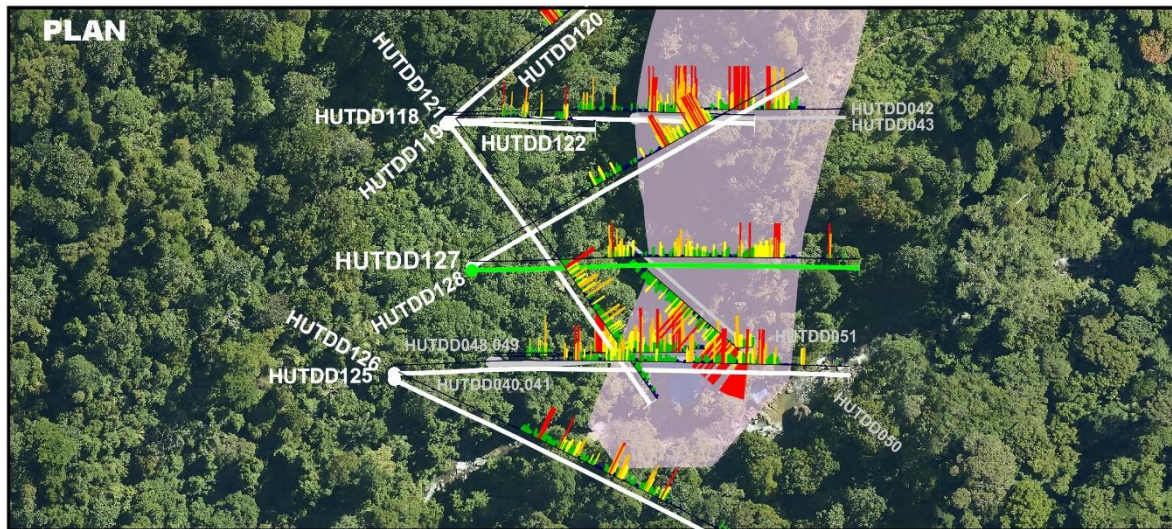 PLAN
HUTDD120
HUTDD121
HUTDD118
HUTDD119
HUTDD122
HUTDD042
HUTDD043
HUTDD127
HUTDD128
HUTDD048,049
HUTDD051
HUTDD126
HUTDD125
HUTDD040,041
HUTDD050